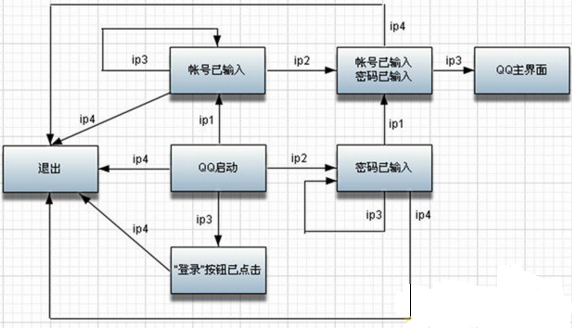 ip4
ip3
帐号已输入
ip2
帐号已输入
密码已输入
ip3
QQ主界面
ip4
ip1
ip1
退出
ip4
QQ启动
ip2
密码已输入
ip4
ip3
ip3
ip4
"登录"按钮已点击